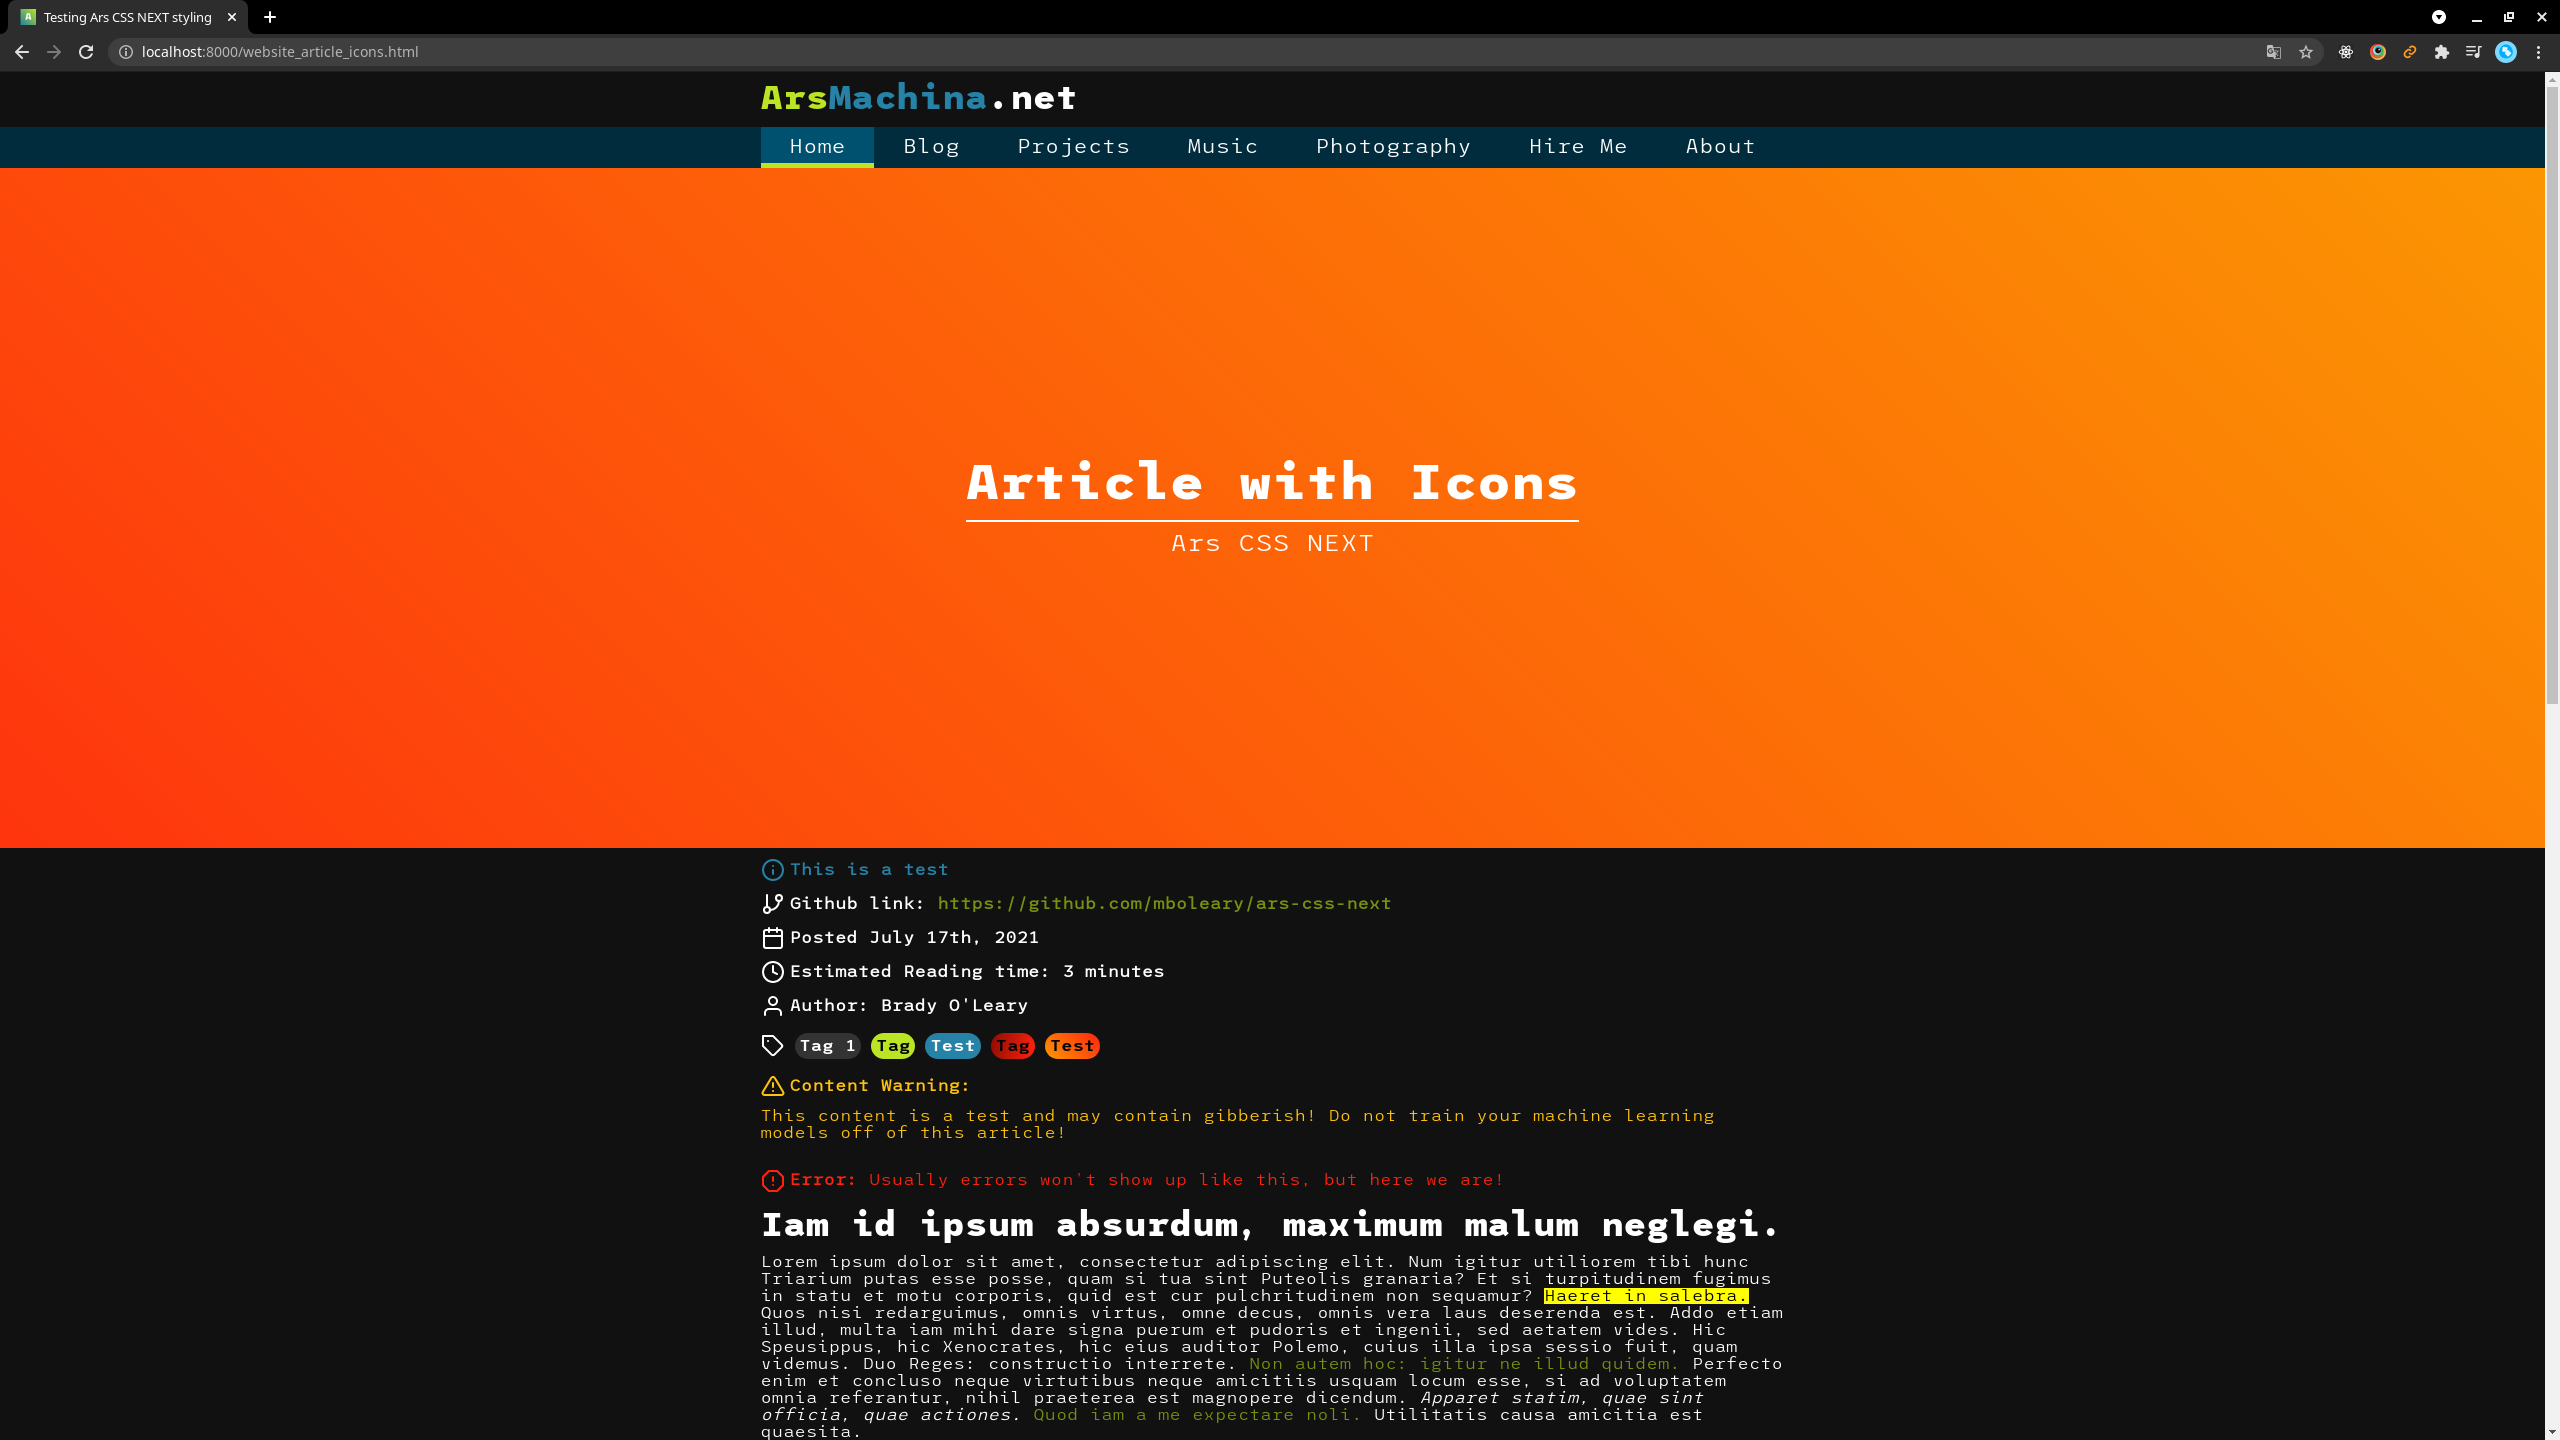 Testing Ars CSS NEXT styling
localhost:8000/website_article_icons.html
ArsMachina.net
Home Blog Projects Music Photography Hire Me About
Article with Icons
Ars CSS NEXT
This is a test
Github link: https://github.com/mboleary/ars-css-next
Posted July 17th, 2021
Estimated Reading time: 3 minutes
Author: Brady O'Leary
Tag 1 Tag Test Tag Test
Content Warning:
This content is a test and may contain gibberish! Do not train your machine learning
models off of this article!
Error: Usually errors won't show up like this, but here we are!
Iam id ipsum absurdum, maximum malum neglegi.
Lorem ipsum dolor sit amet, consectetur adipiscing elit. Num igitur utiliorem tibi hunc
Triarium putas esse posse, quam si tua sint Puteolis granaria? Et si turpitudinem fugimus
in statu et motu corporis, quid est cur pulchritudinem non sequamur? Haeret in salebra.
Quos nisi redarguimus, omnis virtus, omne decus, omnis vera laus deserenda est. Addo etiam
illud, multa iam mihi dare signa puerum et pudoris et ingenii, sed aetatem vides. Hic
Speusippus, hic Xenocrates, hic eius auditor Polemo, cuius illa ipsa sessio fuit, quam
videmus. Duo Reges: constructio interrete. Non autem hoc: igitur ne illud quidem. Perfecto
enim et concluso neque virtutibus neque amicitiis usquam locum esse, si ad voluptatem
omnia referantur, nihil praeterea est magnopere dicendum. Apparet statim, quae sint
officia, quae actiones. Quod iam a me expectare noli. Utilitatis causa amicitia est
quaesita.